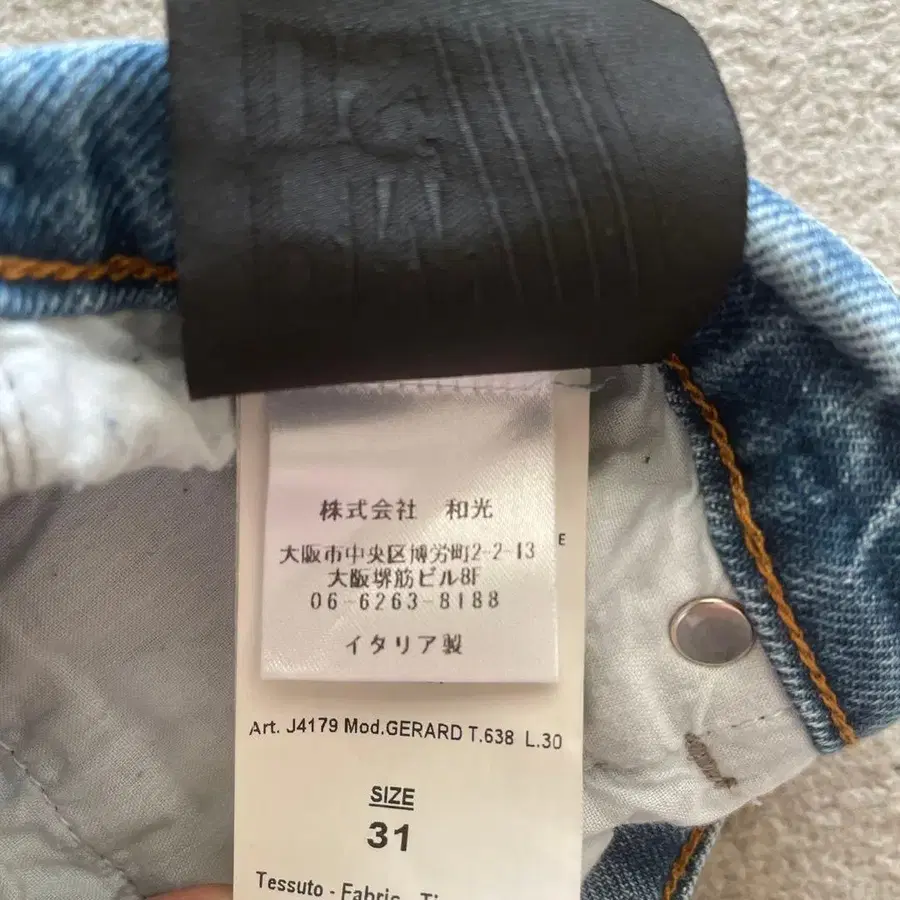 株式会社 和光
E
大阪市中央区博労町2-2-13
大阪堺筋ビル8F
06-6263-8188
イタリア製
Art. J4179 Mod.GERARD T.638 L.30
SIZE
31
Tessuto - Fabric -